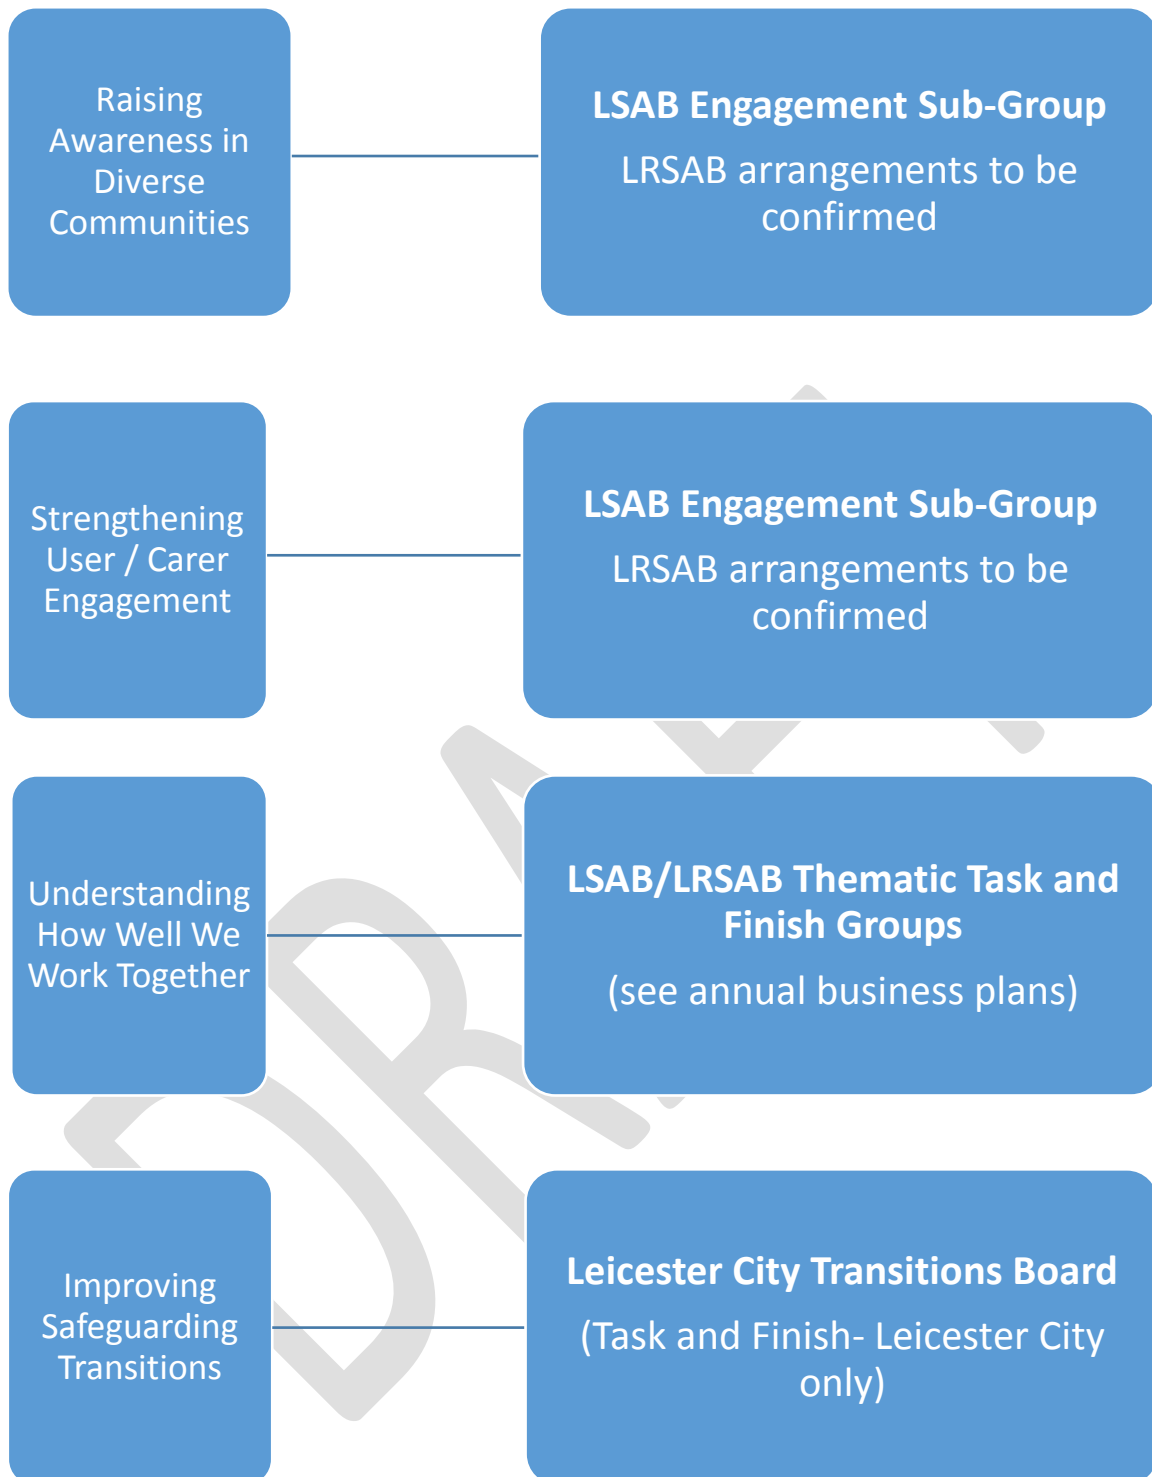 Raising
Awareness in
Diverse
Communities
LSAB Engagement Sub-Group
LRSAB arrangements to be
confirmed
Strengthening
User / Carer
Engagement
LSAB Engagement Sub-Group
LRSAB arrangements to be
confirmed
Understanding
How Well We
Work Together
LSAB/LRSAB Thematic Task and
Finish Groups
(see annual business plans)
Improving
Safeguarding
Transitions
Leicester City Transitions Board
(Task and Finish- Leicester City
only)
DRAFT